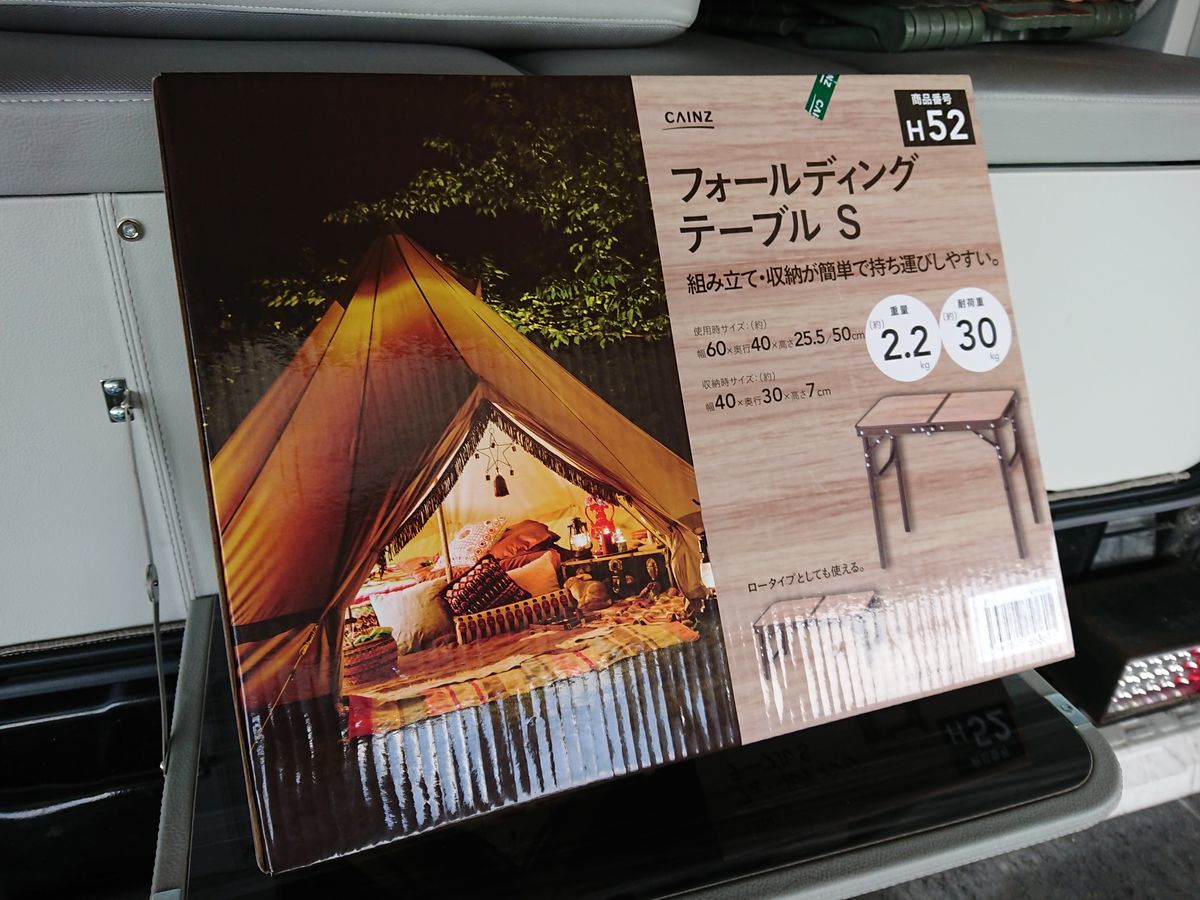 CAINZ
CAINZ
商品番号
H52
フォールディング
テーブル S
組み立て・収納が簡単で持ち運びしやすい。
使用時サイズ：(約)
幅60×奥行40×高さ25.5/50cm
重量
(約)
2.2
kg
耐荷重
(約)
30
kg
収納時サイズ：(約)
幅40×奥行30×高さ7cm
ロータイプとしても使える。
H52